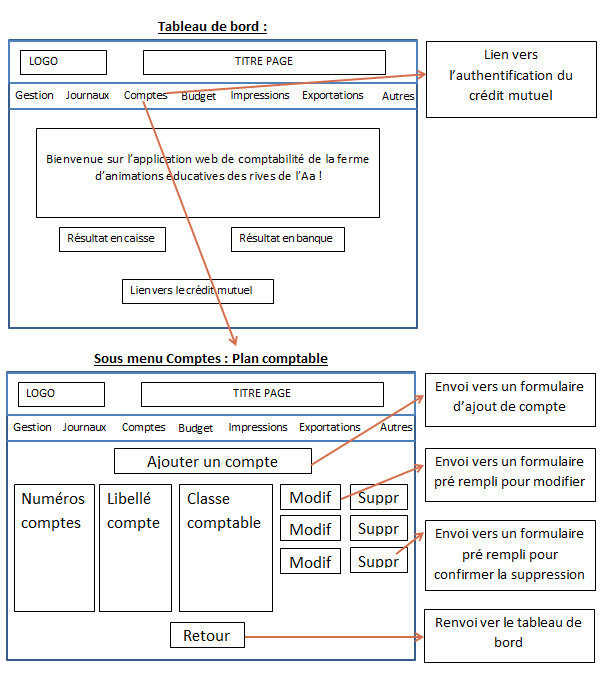 Tableau de bord :
LOGO
TITRE PAGE
Gestion Journaux Comptes Budget Impressions Exportations Autres
Lien vers
l'authentification du
crédit mutuel
Bienvenue sur l'application web de comptabilité de la ferme
d'animations éducatives des rives de l'Aa !
Résultat en caisse
Résultat en banque
Lien vers le crédit mutuel
Sous menu Comptes : Plan comptable
LOGO
TITRE PAGE
Gestion Journaux Comptes Budget Impressions Exportations Autres
Envoi vers un formulaire
d'ajout de compte
Ajouter un compte
Numéros
comptes
Libellé
compte
Classe
comptable
Modif Suppr
Modif Suppr
Modif Suppr
Envoi vers un formulaire
pré rempli pour modifier
Envoi vers un formulaire
pré rempli pour
confirmer la suppression
Retour
Renvoi ver le tableau de
bord